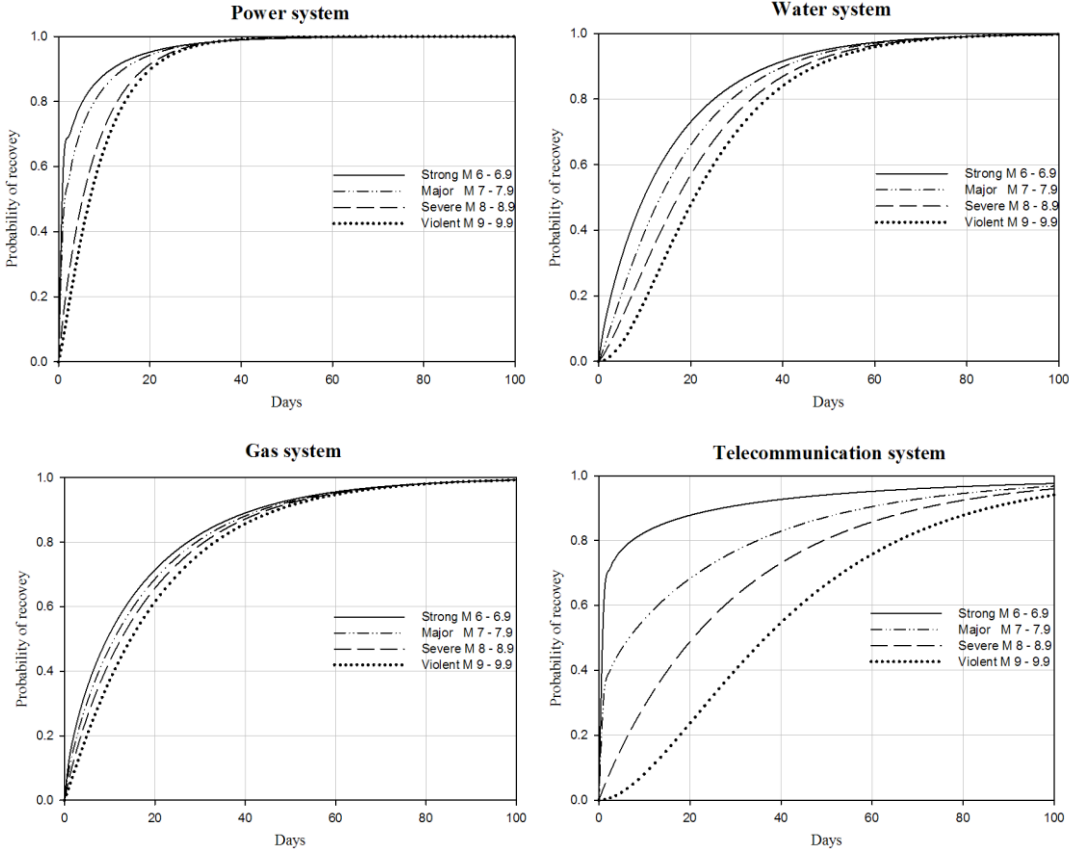 Power system
Probability of recovey
1.0
0.8
0.6
0.4
0.2
0.0
Strong M 6 - 6.9
Major M 7 - 7.9
Severe M 8 - 8.9
Violent M 9 - 9.9
0 20 40 60 80 100
Days
Water system
Probability of recovey
1.0
0.8
0.6
0.4
0.2
0.0
Strong M 6 - 6.9
Major M 7 - 7.9
Severe M 8 - 8.9
Violent M 9 - 9.9
0 20 40 60 80 100
Days
Gas system
Probability of recovey
1.0
0.8
0.6
0.4
0.2
0.0
Strong M 6 - 6.9
Major M 7 - 7.9
Severe M 8 - 8.9
Violent M 9 - 9.9
0 20 40 60 80 100
Days
Telecommunication system
Probability of recovey
1.0
0.8
0.6
0.4
0.2
0.0
Strong M 6 - 6.9
Major M 7 - 7.9
Severe M 8 - 8.9
Violent M 9 - 9.9
0 20 40 60 80 100
Days